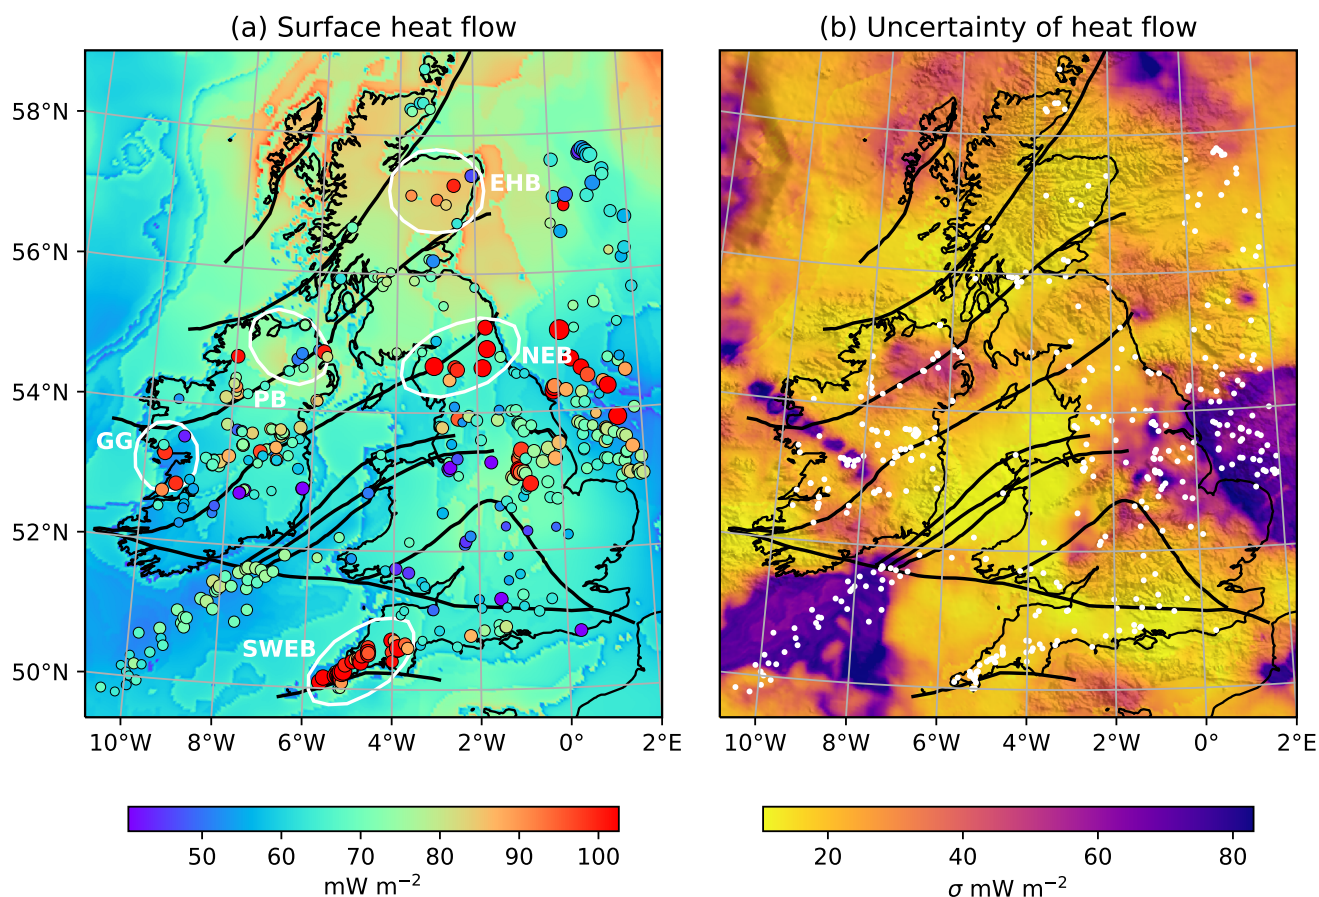 (a) Surface heat flow
(b) Uncertainty of heat flow
58°N
56°N
54°N
52°N
50°N
EHB
NEB
PB
GG
SWEB
10°W 8°W 6°W 4°W 2°W 0° 2°E
10°W 8°W 6°W 4°W 2°W 0° 2°E
50 60 70 80 90 100
mW m⁻²
20 40 60 80
σ mW m⁻²